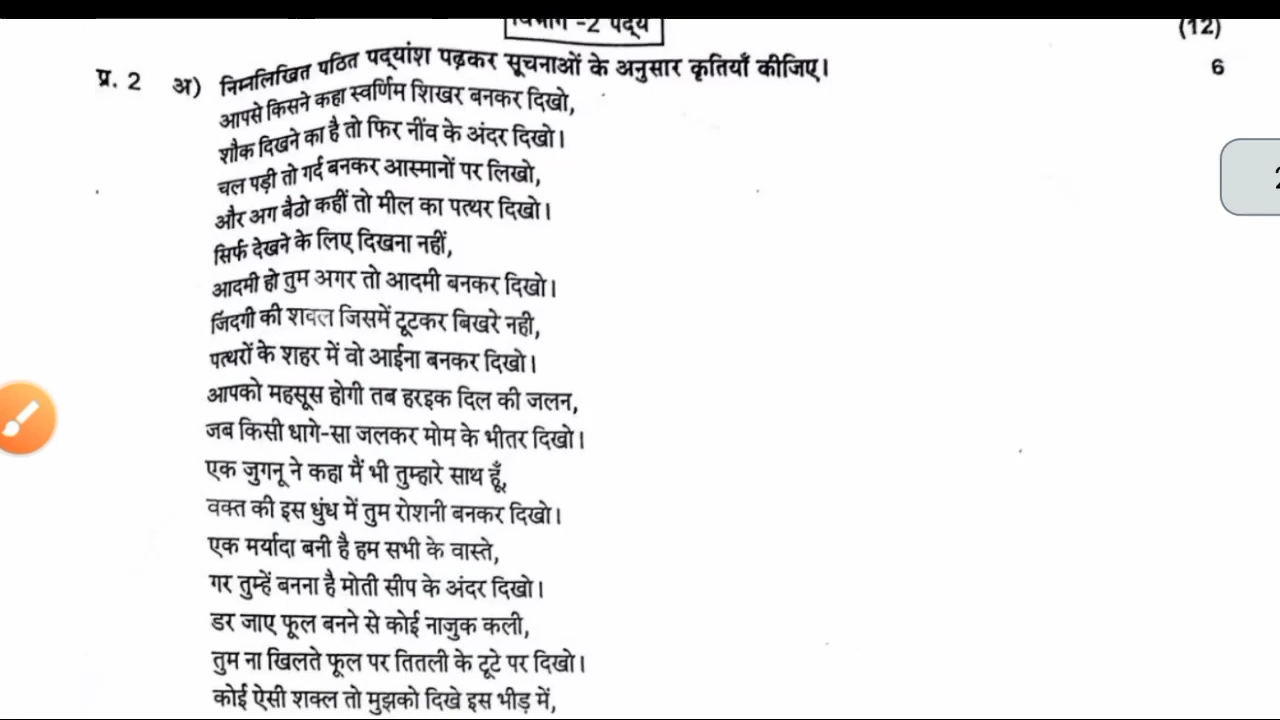 विभाग -2 पद्य
(12)
प्र. 2 अ) निम्नलिखित पठित पद्यांश पढ़कर सूचनाओं के अनुसार कृतियाँ कीजिए। 6
आपसे किसने कहा स्वर्णिम शिखर बनकर दिखो,
शौक दिखने का है तो फिर नींव के अंदर दिखो।
चल पड़ी तो गर्द बनकर आस्मानों पर लिखो,
और अग बैठो कहीं तो मील का पत्थर दिखो।
सिर्फ देखने के लिए दिखना नहीं,
आदमी हो तुम अगर तो आदमी बनकर दिखो।
जिंदगी की शक्ल जिसमें टूटकर बिखरे नही,
पत्थरों के शहर में वो आईना बनकर दिखो।
आपको महसूस होगी तब हरइक दिल की जलन,
जब किसी धागे-सा जलकर मोम के भीतर दिखो।
एक जुगनू ने कहा मैं भी तुम्हारे साथ हूँ,
वक्त की इस धुंध में तुम रोशनी बनकर दिखो।
एक मर्यादा बनी है हम सभी के वास्ते,
गर तुम्हें बनना है मोती सीप के अंदर दिखो।
डर जाए फूल बनने से कोई नाजुक कली,
तुम ना खिलते फूल पर तितली के टूटे पर दिखो।
कोई ऐसी शक्ल तो मुझको दिखे इस भीड़ में,